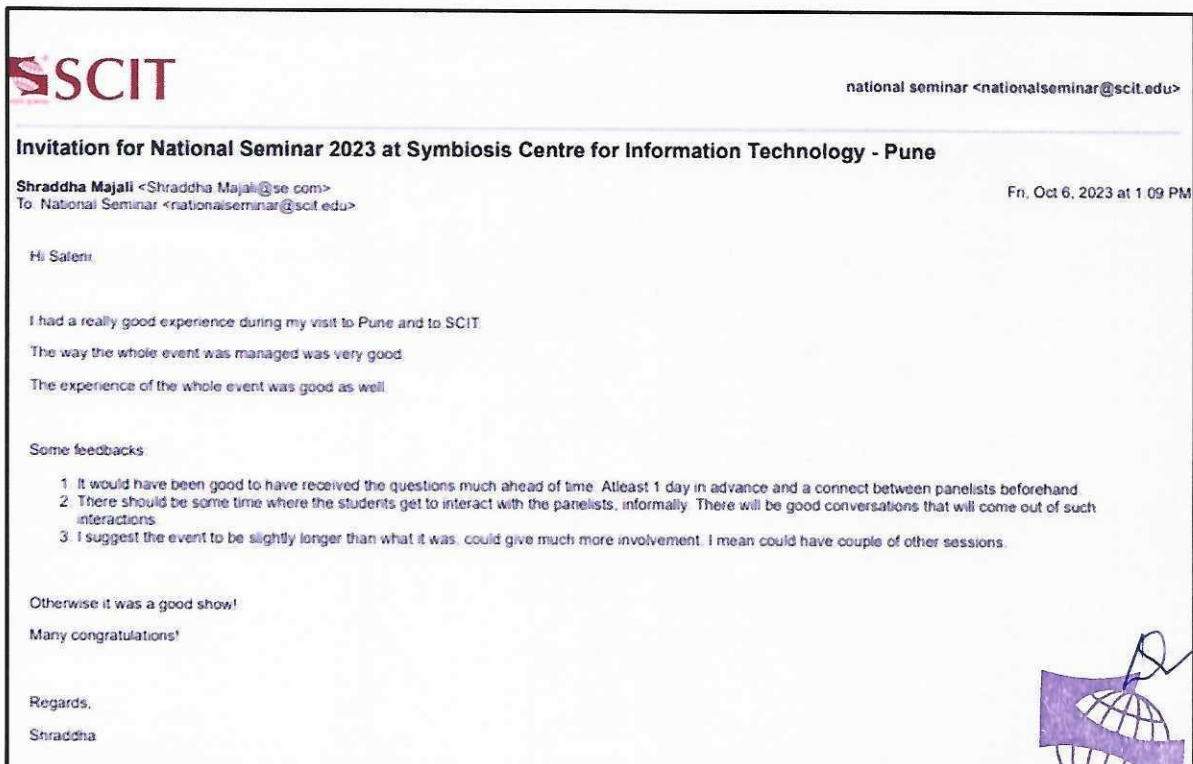 SCIT
national seminar <nationalseminar@scit.edu>
Invitation for National Seminar 2023 at Symbiosis Centre for Information Technology - Pune
Shraddha Majali <Shraddha Majali@se com>
Fri, Oct 6, 2023 at 1 09 PM
To National Seminar <nationalseminar@scit edu>
Hi
I had a really good experience during my visit to Pune and to SCIT
The way the whole event was managed was very good
The experience of the whole event was good as well
Some feedbacks
1 It would have been good to have received the questions much ahead of time Atleast 1 day in advance and a connect between panelists beforehand
2 There should be some time where the students get to interact with the panelists, informally There will be good conversations that will come out of such
interactions
3 I suggest the event to be slightly longer than what it was, could give much more involvement I mean could have couple of other sessions
Otherwise it was a good show!
Many congratulations!
Regards,
Shraddha